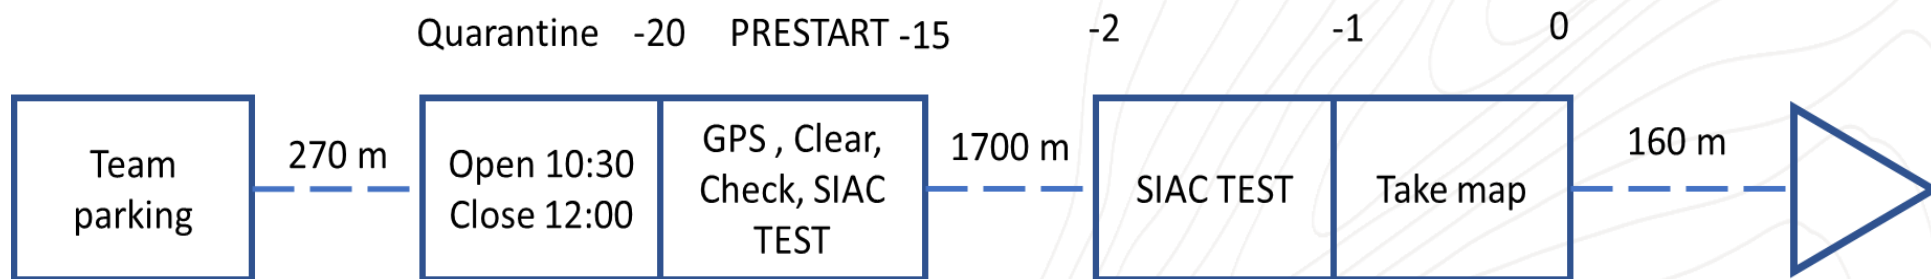 Quarantine -20 PRESTART -15 -2 -1 0
Team
parking
270 m
Open 10:30
Close 12:00
GPS , Clear,
Check, SIAC
TEST
1700 m
SIAC TEST
Take map
160 m